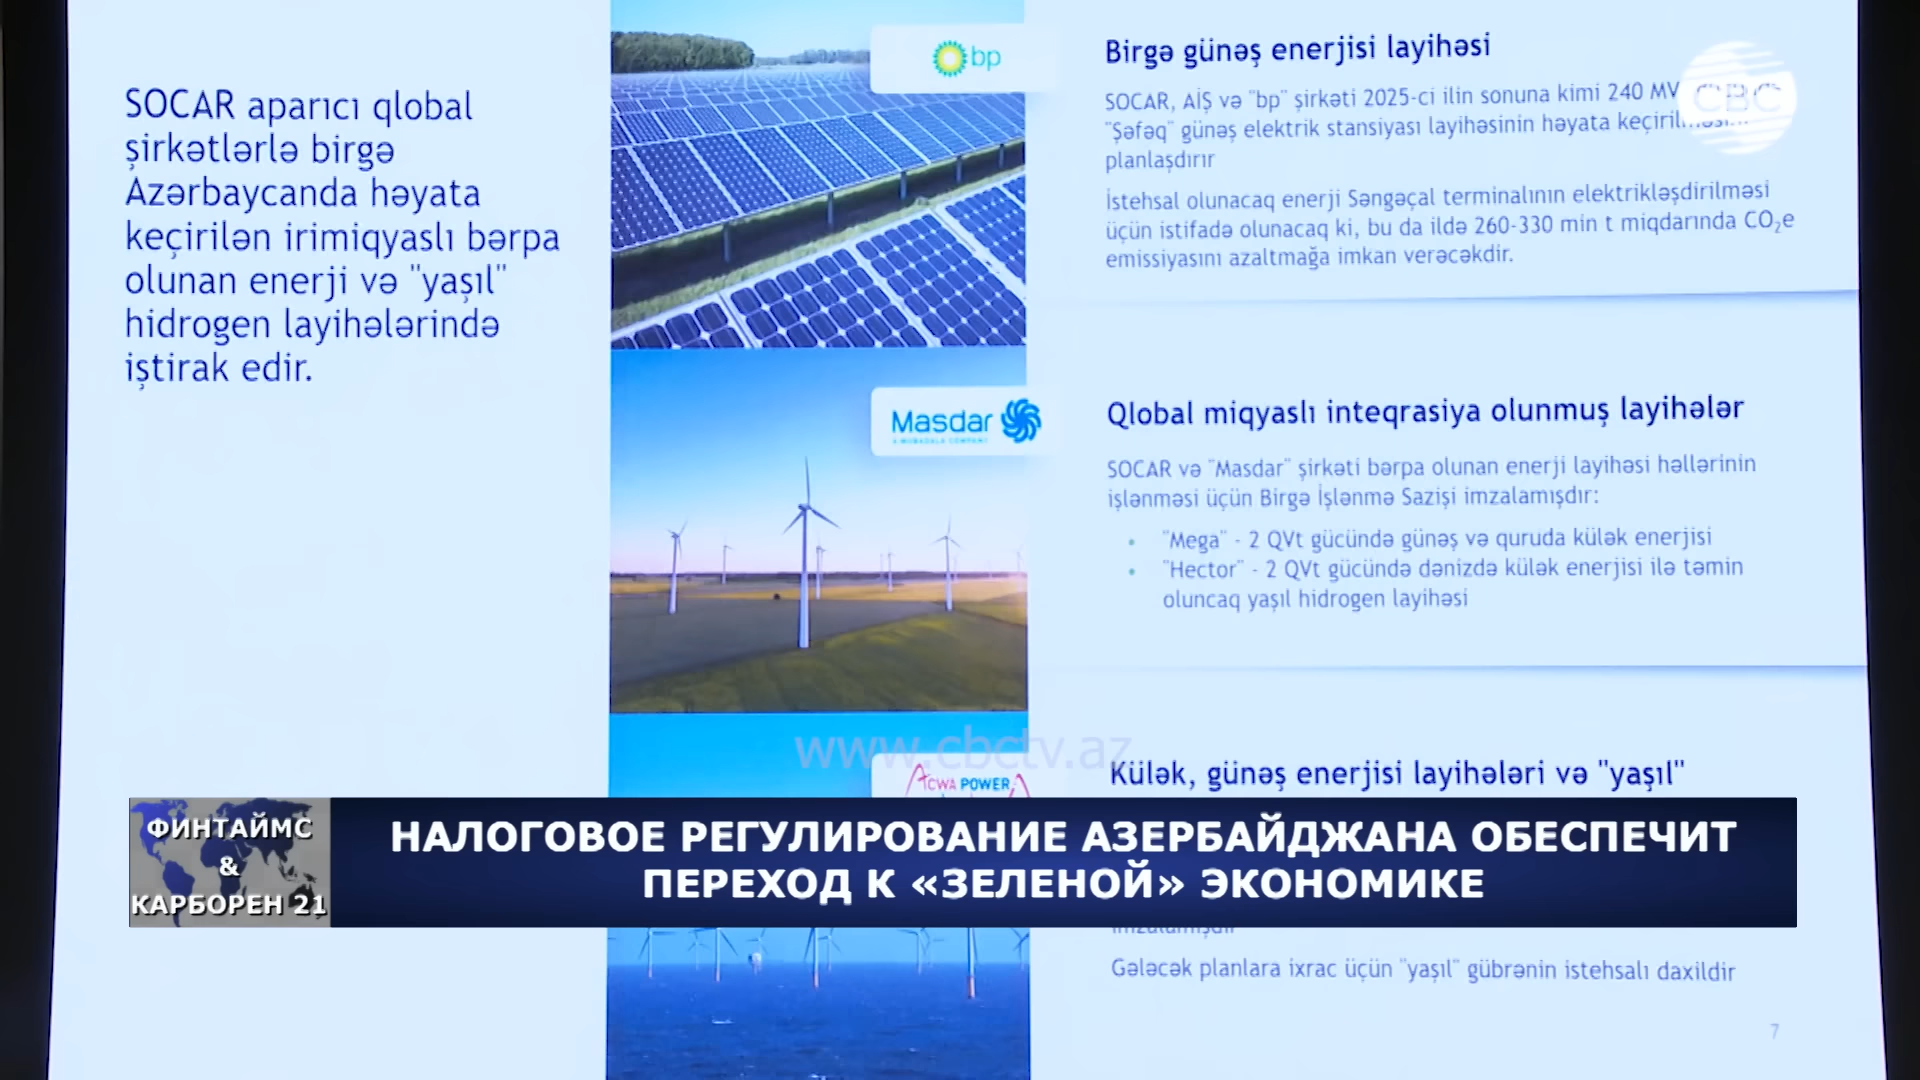 SOCAR aparıcı qlobal
şirkətlərlə birgə
Azərbaycanda həyata
keçirilən irimiqyaslı bərpa
olunan enerji və "yaşıl"
hidrogen layihələrində
iştirak edir.
bp
Birgə günəş enerjisi layihəsi
SOCAR, AİŞ və "bp" şirkəti 2025-ci ilin sonuna kimi 240 MV
"Şəfəq" günəş elektrik stansiyası layihəsinin həyata
planlaşdırır
CBC
İstehsal olunacaq enerji Səngəçal terminalının elektrikləşdirilməsi
üçün istifadə olunacaq ki, bu da ildə 260-330 min t miqdarında CO₂e
emissiyasını azaltmağa imkan verəcəkdir.
Masdar
A MUBADALA COMPANY
Qlobal miqyaslı inteqrasiya olunmuş layihələr
SOCAR və "Masdar" şirkəti bərpa olunan enerji layihəsi həllərinin
işlənməsi üçün Birgə İşlənmə Sazişi imzalamışdır:
• "Mega" - 2 QVt gücündə günəş və quruda külək enerjisi
• "Hector" - 2 QVt gücündə dənizdə külək enerjisi ilə təmin
oluncaq yaşıl hidrogen layihəsi
www.cbctv.az
ACWA POWER
Külək, günəş enerjisi layihələri və "yaşıl"
ФИНТАЙМС
&
КАРБОРЕН 21
НАЛОГОВОЕ РЕГУЛИРОВАНИЕ АЗЕРБАЙДЖАНА ОБЕСПЕЧИТ
ПЕРЕХОД К «ЗЕЛЕНОЙ» ЭКОНОМИКЕ
imzalamışdır
Gələcək planlara ixrac üçün "yaşıl" gübrənin istehsalı daxildir
7